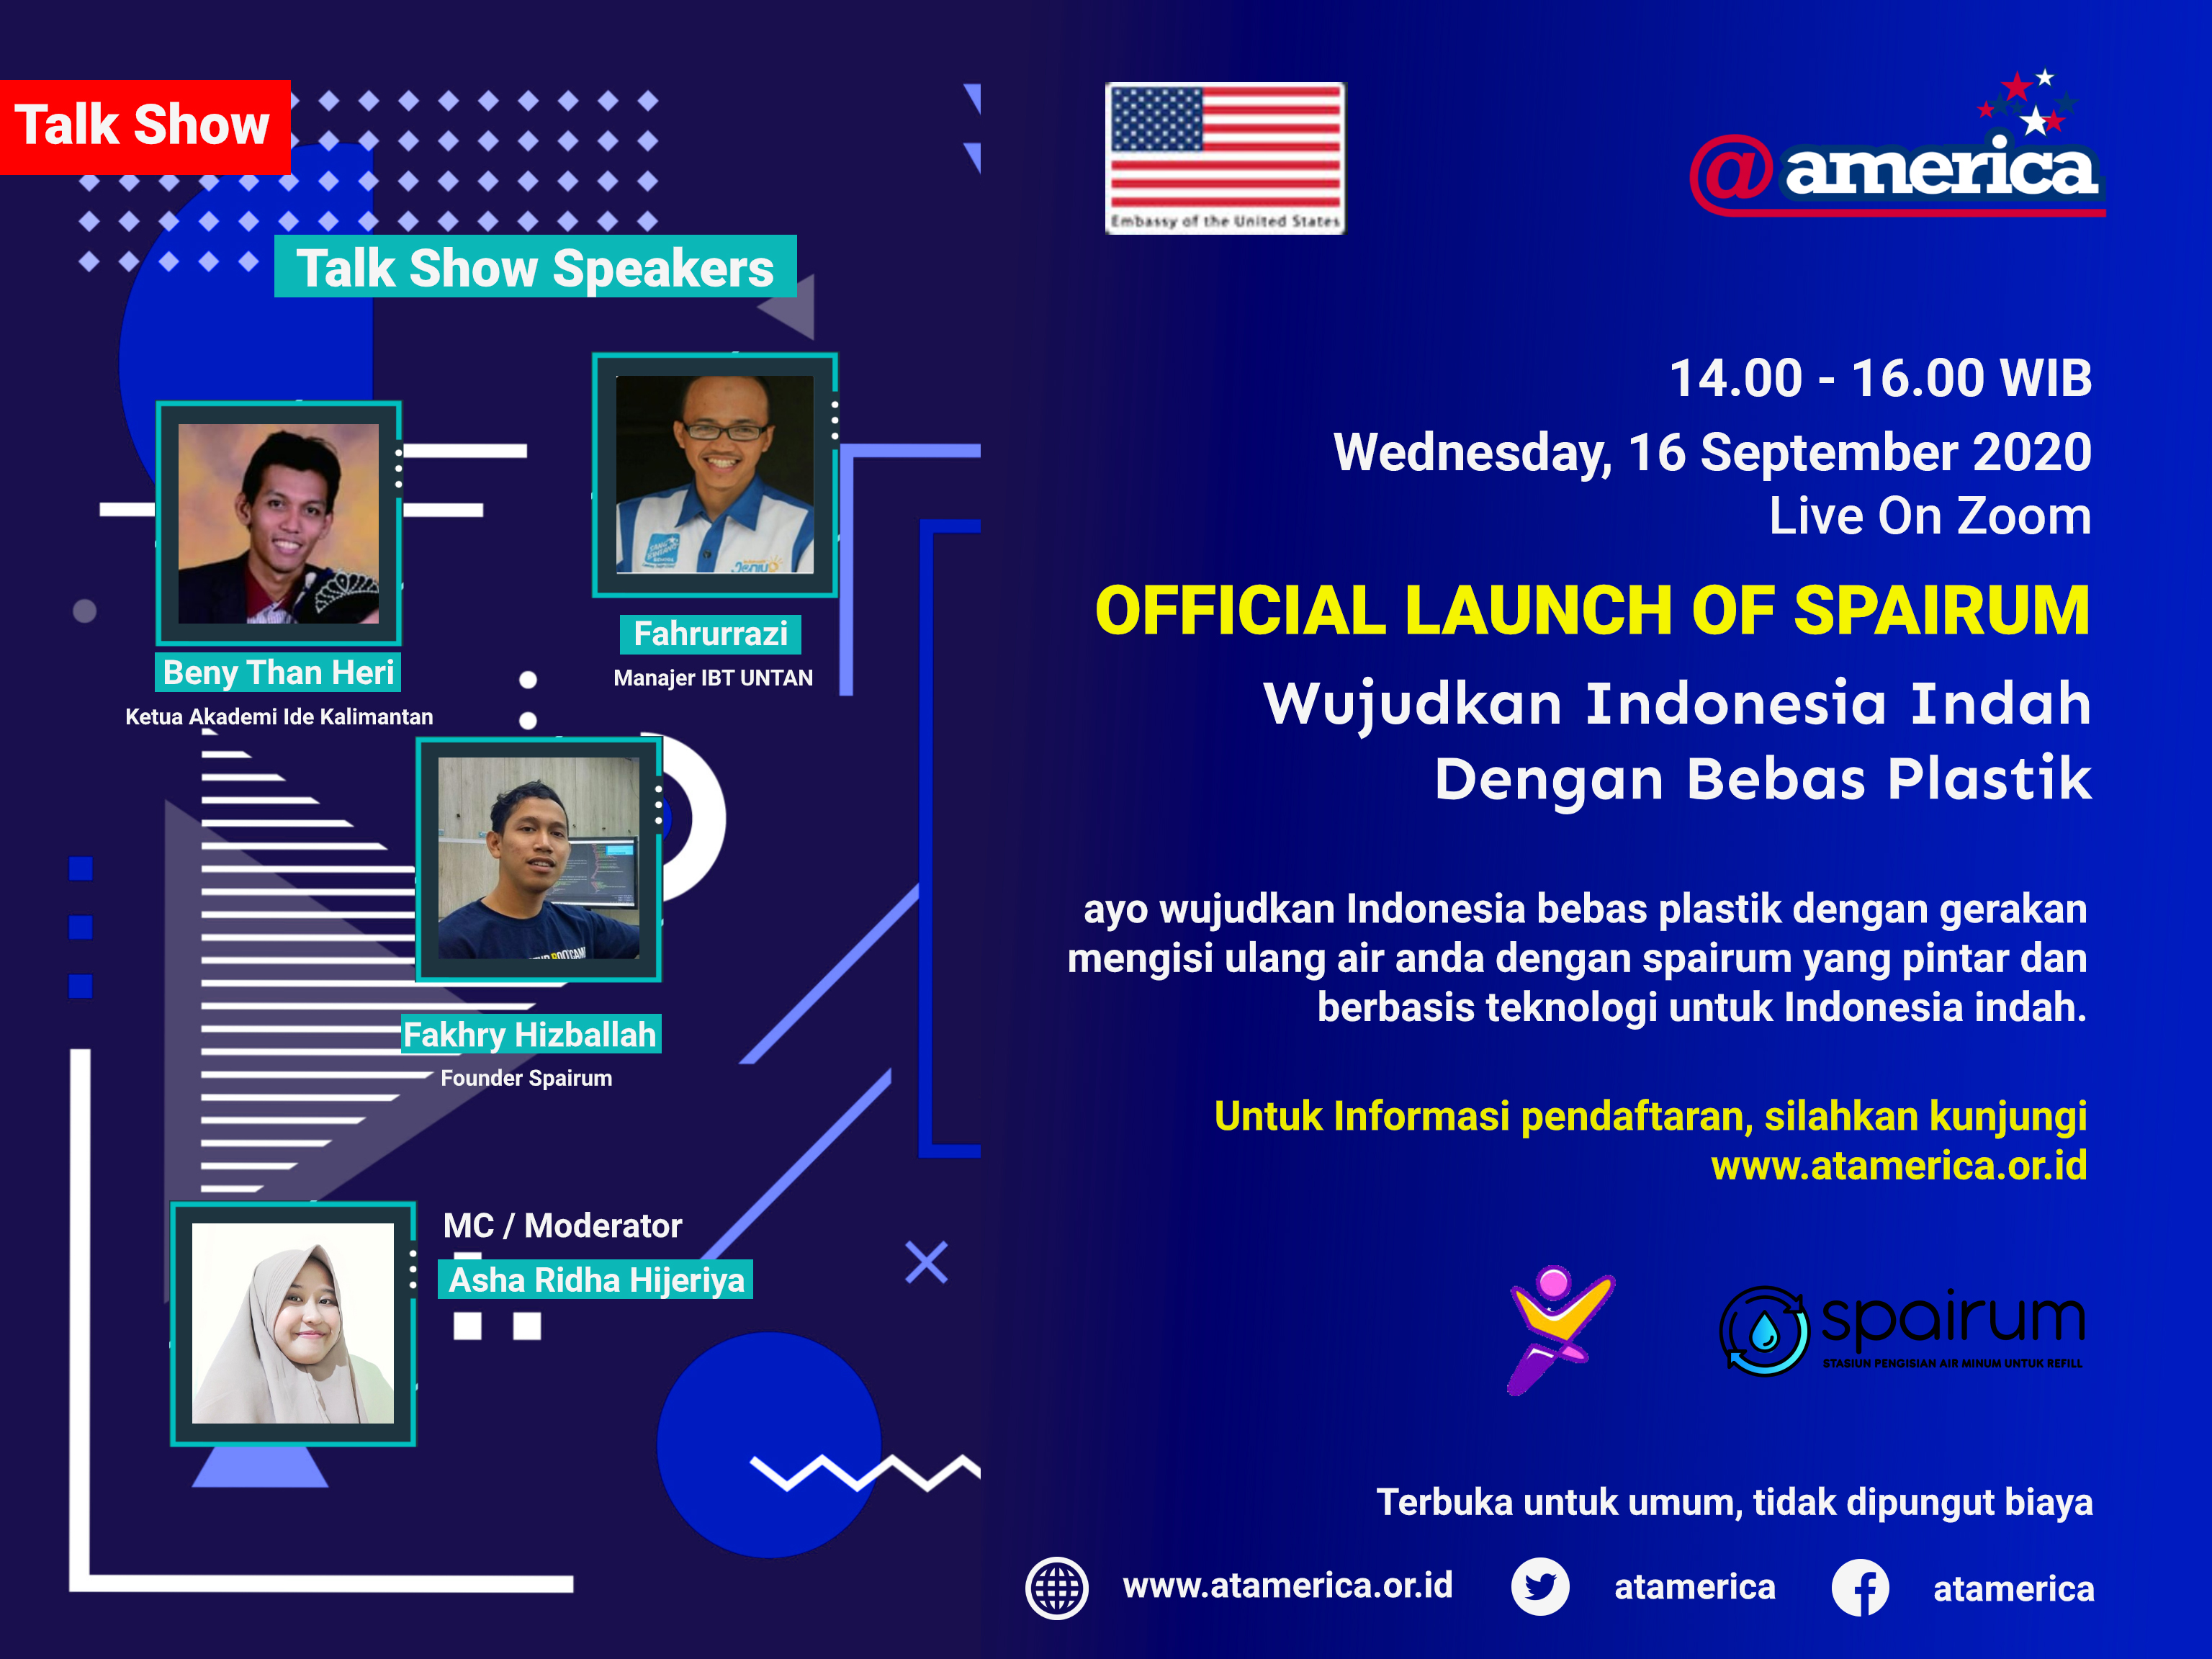 Talk Show
Talk Show Speakers
Beny Than Heri
Ketua Akademi Ide Kalimantan
Fahrurrazi
Manajer IBT UNTAN
Fakhry Hizballah
Founder Spairum
MC / Moderator
Asha Ridha Hijeriya
Embassy of the United States
@america
14.00 - 16.00 WIB
Wednesday, 16 September 2020
Live On Zoom
OFFICIAL LAUNCH OF SPAIRUM
Wujudkan Indonesia Indah
Dengan Bebas Plastik
ayo wujudkan Indonesia bebas plastik dengan gerakan
mengisi ulang air anda dengan spairum yang pintar dan
berbasis teknologi untuk Indonesia indah.
Untuk Informasi pendaftaran, silahkan kunjungi
www.atamerica.or.id
spairum
STASIUN PENGISIAN AIR MINUM UNTUK REFILL
Terbuka untuk umum, tidak dipungut biaya
www.atamerica.or.id
atamerica
atamerica